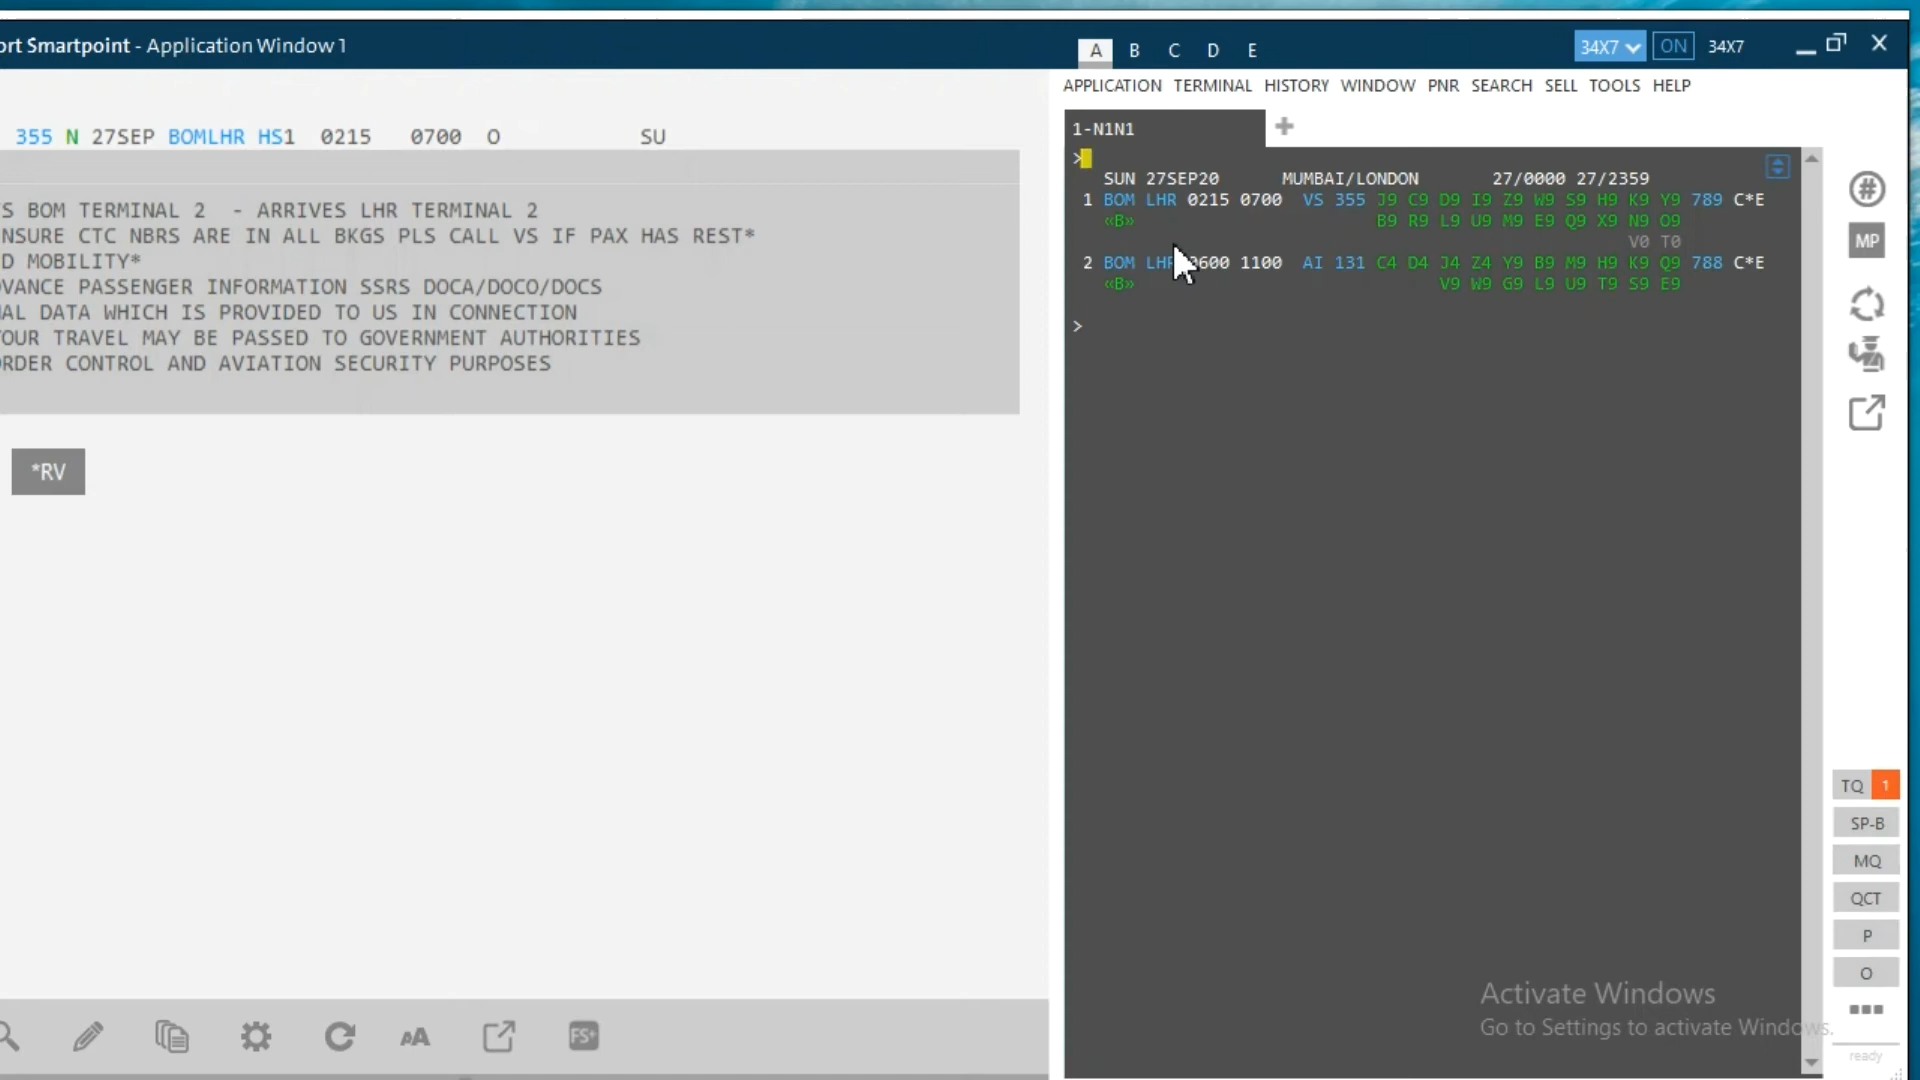 ort Smartpoint - Application Window 1
A B C D E
34X7 ON 34X7
APPLICATION TERMINAL HISTORY WINDOW PNR SEARCH SELL TOOLS HELP
355 N 27SEP BOMLHR HS1 0215 0700 O SU
S BOM TERMINAL 2 - ARRIVES LHR TERMINAL 2
NSURE CTC NBRS ARE IN ALL BKGS PLS CALL VS IF PAX HAS REST*
D MOBILITY*
VANCE PASSENGER INFORMATION SSRS DOCA/DOCO/DOCS
AL DATA WHICH IS PROVIDED TO US IN CONNECTION
OUR TRAVEL MAY BE PASSED TO GOVERNMENT AUTHORITIES
RDER CONTROL AND AVIATION SECURITY PURPOSES
*RV
AA
FS+
1-N1N1
>
SUN 27SEP20 MUMBAI/LONDON 27/0000 27/2359
1 BOM LHR 0215 0700 VS 355 J9 C9 D9 I9 Z9 W9 S9 H9 K9 Y9 789 C*E
«B» B9 R9 L9 U9 M9 E9 Q9 X9 N9 O9
V0 T0
2 BOM LHR 0600 1100 AI 131 C4 D4 J4 Z4 Y9 B9 M9 H9 K9 Q9 788 C*E
«B» V9 W9 G9 L9 U9 T9 S9 E9
>
#
MP
TQ 1
SP-B
MQ
QCT
P
O
ready
Activate Windows
Go to Settings to activate Windows.